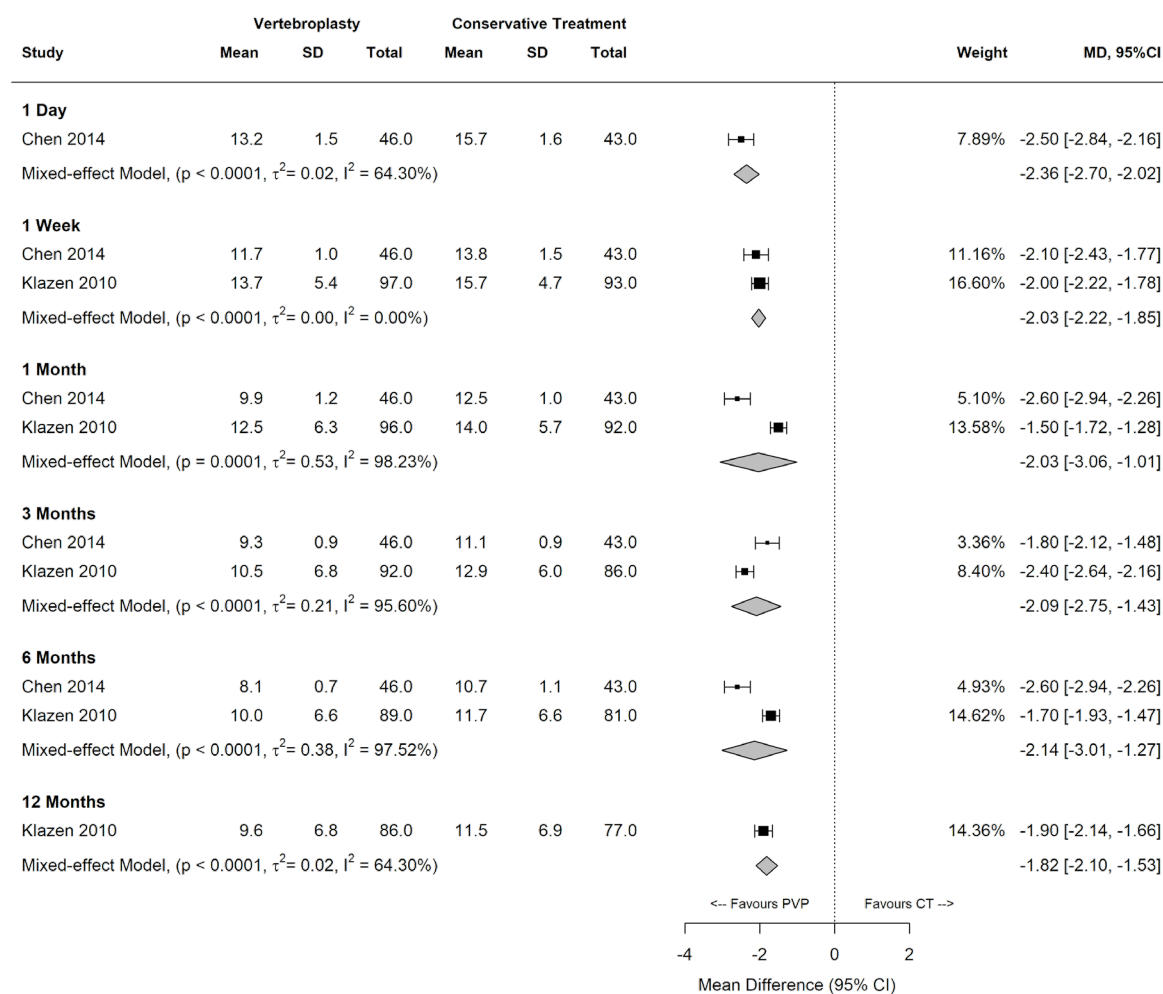 Vertebroplasty Conservative Treatment
Study Mean SD Total Mean SD Total Weight MD, 95%CI
1 Day
Chen 2014 13.2 1.5 46.0 15.7 1.6 43.0 7.89% -2.50 [-2.84, -2.16]
Mixed-effect Model, (p < 0.0001, τ²= 0.02, I² = 64.30%) -2.36 [-2.70, -2.02]
1 Week
Chen 2014 11.7 1.0 46.0 13.8 1.5 43.0 11.16% -2.10 [-2.43, -1.77]
Klazen 2010 13.7 5.4 97.0 15.7 4.7 93.0 16.60% -2.00 [-2.22, -1.78]
Mixed-effect Model, (p < 0.0001, τ²= 0.00, I² = 0.00%) -2.03 [-2.22, -1.85]
1 Month
Chen 2014 9.9 1.2 46.0 12.5 1.0 43.0 5.10% -2.60 [-2.94, -2.26]
Klazen 2010 12.5 6.3 96.0 14.0 5.7 92.0 13.58% -1.50 [-1.72, -1.28]
Mixed-effect Model, (p = 0.0001, τ²= 0.53, I² = 98.23%) -2.03 [-3.06, -1.01]
3 Months
Chen 2014 9.3 0.9 46.0 11.1 0.9 43.0 3.36% -1.80 [-2.12, -1.48]
Klazen 2010 10.5 6.8 92.0 12.9 6.0 86.0 8.40% -2.40 [-2.64, -2.16]
Mixed-effect Model, (p < 0.0001, τ²= 0.21, I² = 95.60%) -2.09 [-2.75, -1.43]
6 Months
Chen 2014 8.1 0.7 46.0 10.7 1.1 43.0 4.93% -2.60 [-2.94, -2.26]
Klazen 2010 10.0 6.6 89.0 11.7 6.6 81.0 14.62% -1.70 [-1.93, -1.47]
Mixed-effect Model, (p < 0.0001, τ²= 0.38, I² = 97.52%) -2.14 [-3.01, -1.27]
12 Months
Klazen 2010 9.6 6.8 86.0 11.5 6.9 77.0 14.36% -1.90 [-2.14, -1.66]
Mixed-effect Model, (p < 0.0001, τ²= 0.02, I² = 64.30%) -1.82 [-2.10, -1.53]
<-- Favours PVP Favours CT -->
-4 -2 0 2
Mean Difference (95% CI)